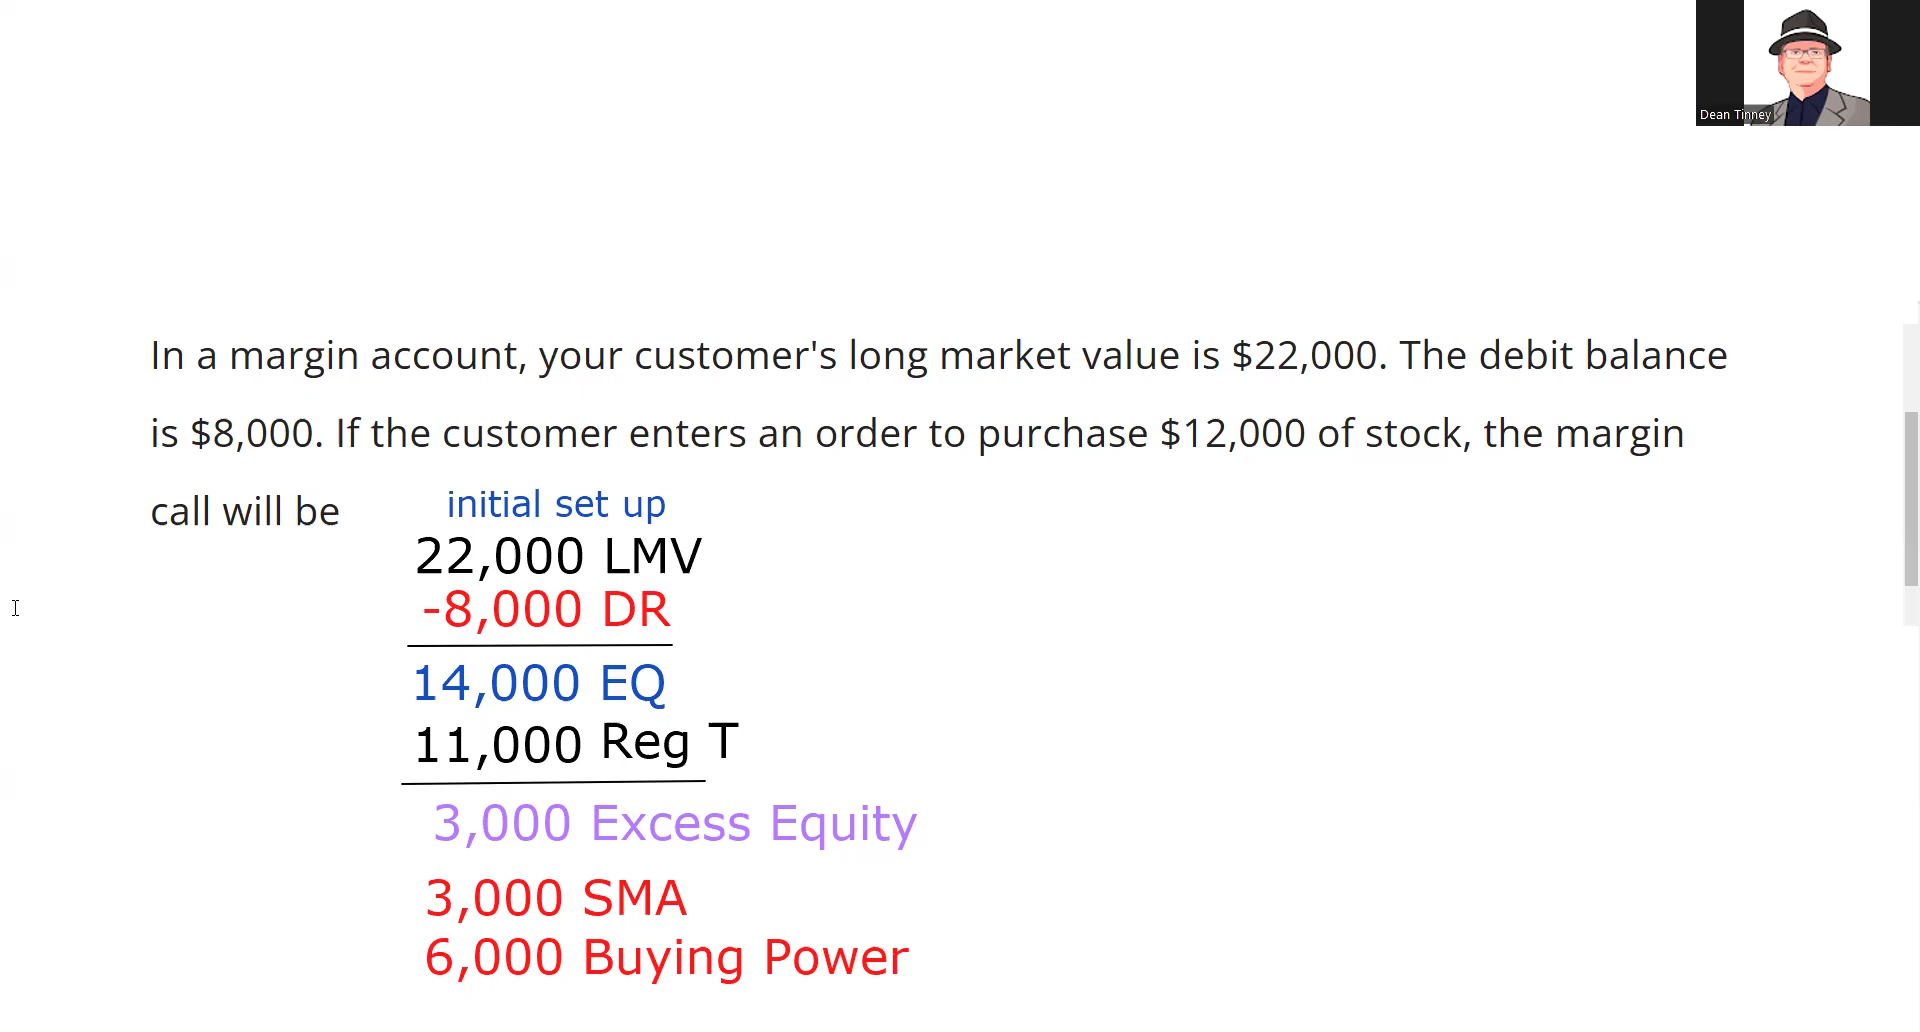 Dean Tinney
In a margin account, your customer's long market value is $22,000. The debit balance
is $8,000. If the customer enters an order to purchase $12,000 of stock, the margin
call will be
initial set up
22,000 LMV
-8,000 DR
14,000 EQ
11,000 Reg T
3,000 Excess Equity
3,000 SMA
6,000 Buying Power